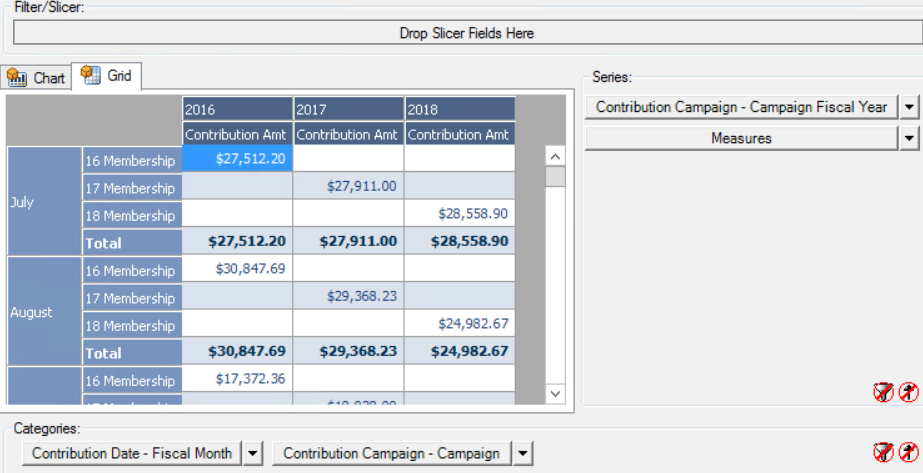 Filter/Slicer:
Drop Slicer Fields Here
Chart Grid
Series:
Contribution Campaign - Campaign Fiscal Year
Measures
2016 2017 2018
Contribution Amt Contribution Amt Contribution Amt
July
16 Membership $27,512.20
17 Membership $27,911.00
18 Membership $28,558.90
Total $27,512.20 $27,911.00 $28,558.90
August
16 Membership $30,847.69
17 Membership $29,368.23
18 Membership $24,982.67
Total $30,847.69 $29,368.23 $24,982.67
16 Membership $17,372.36
Categories:
Contribution Date - Fiscal Month Contribution Campaign - Campaign